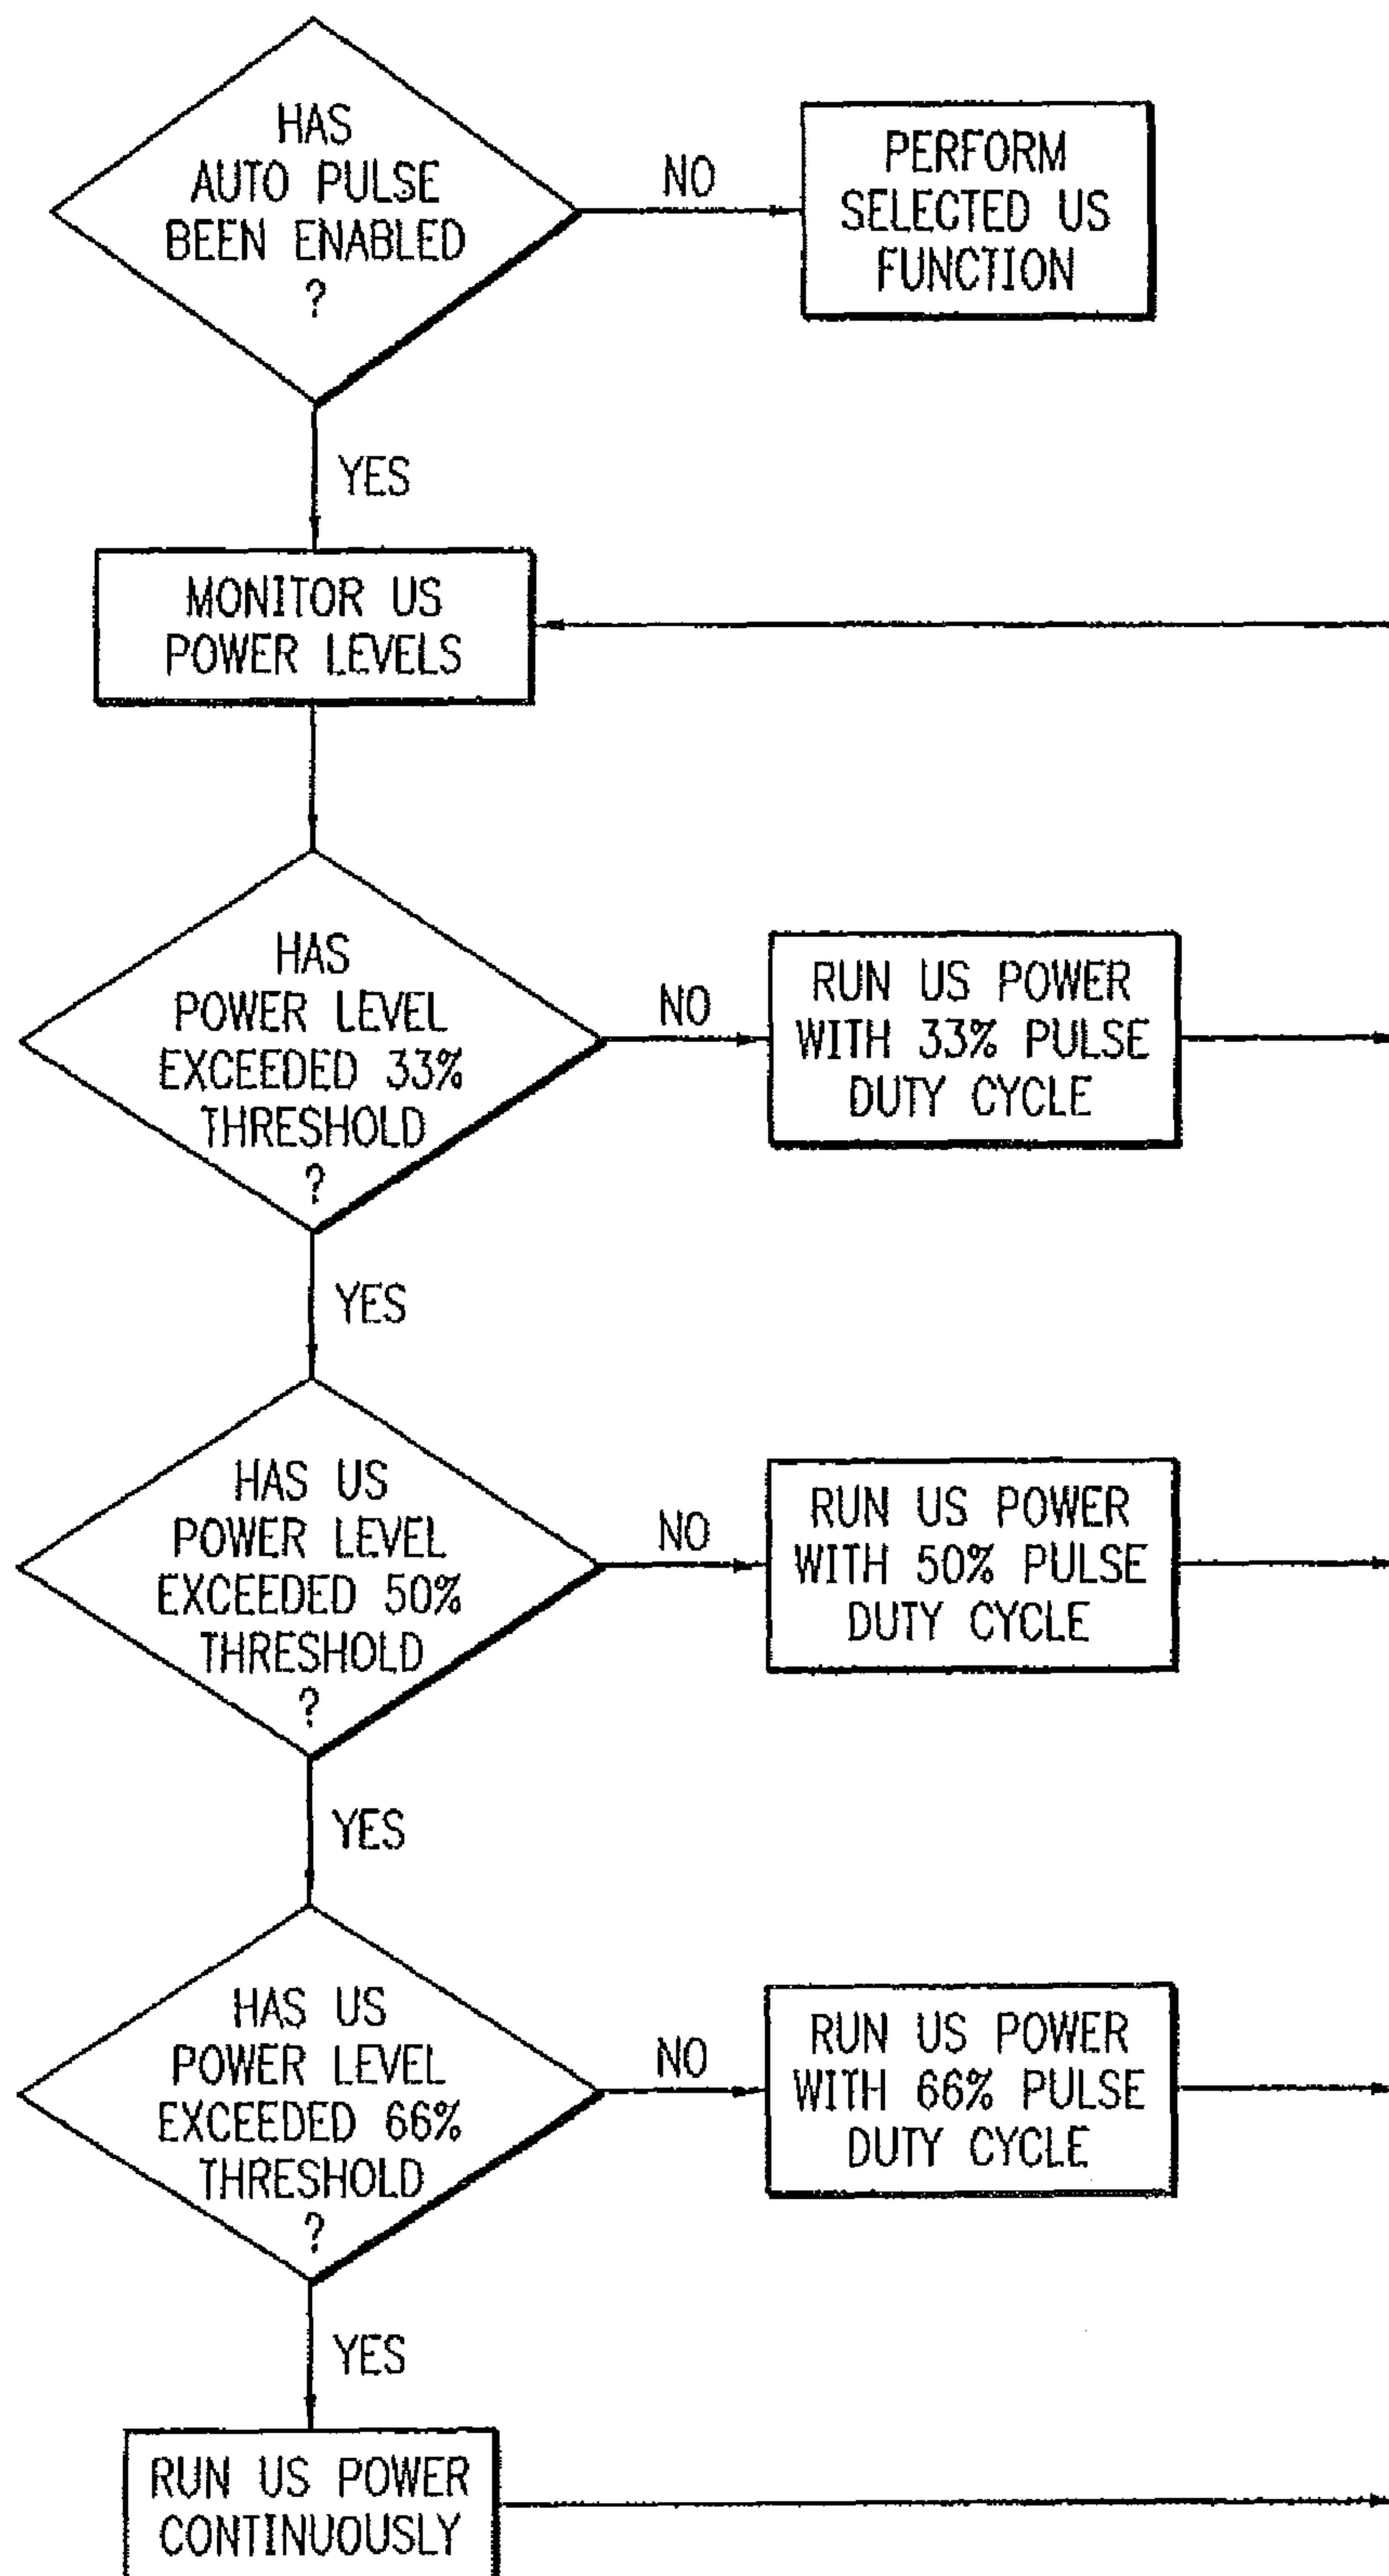 HAS
AUTO PULSE
BEEN ENABLED
?
NO
PERFORM
SELECTED US
FUNCTION
YES
MONITOR US
POWER LEVELS
HAS
POWER LEVEL
EXCEEDED 33%
THRESHOLD
?
NO
RUN US POWER
WITH 33% PULSE
DUTY CYCLE
YES
HAS US
POWER LEVEL
EXCEEDED 50%
THRESHOLD
?
NO
RUN US POWER
WITH 50% PULSE
DUTY CYCLE
YES
HAS US
POWER LEVEL
EXCEEDED 66%
THRESHOLD
?
NO
RUN US POWER
WITH 66% PULSE
DUTY CYCLE
YES
RUN US POWER
CONTINUOUSLY